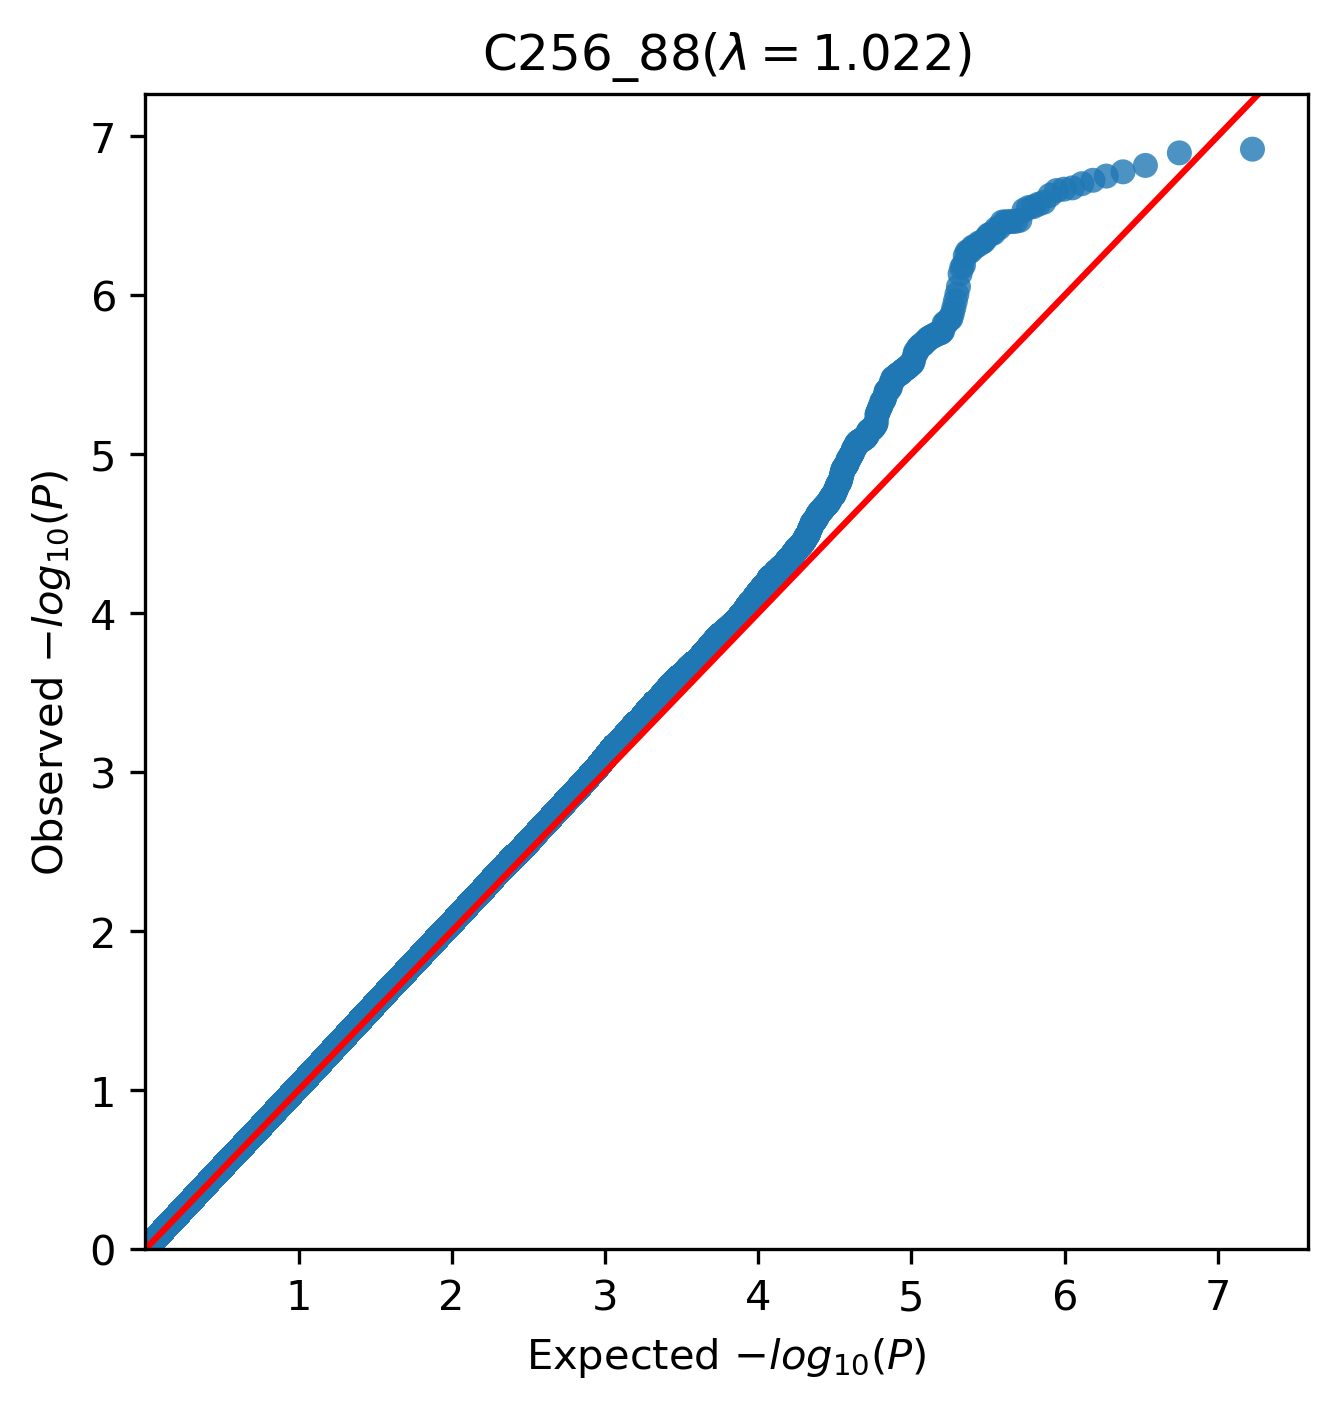 C256_88(λ = 1.022)
Observed −log10(P)
7
6
5
4
3
2
1
0
1 2 3 4 5 6 7
Expected −log10(P)